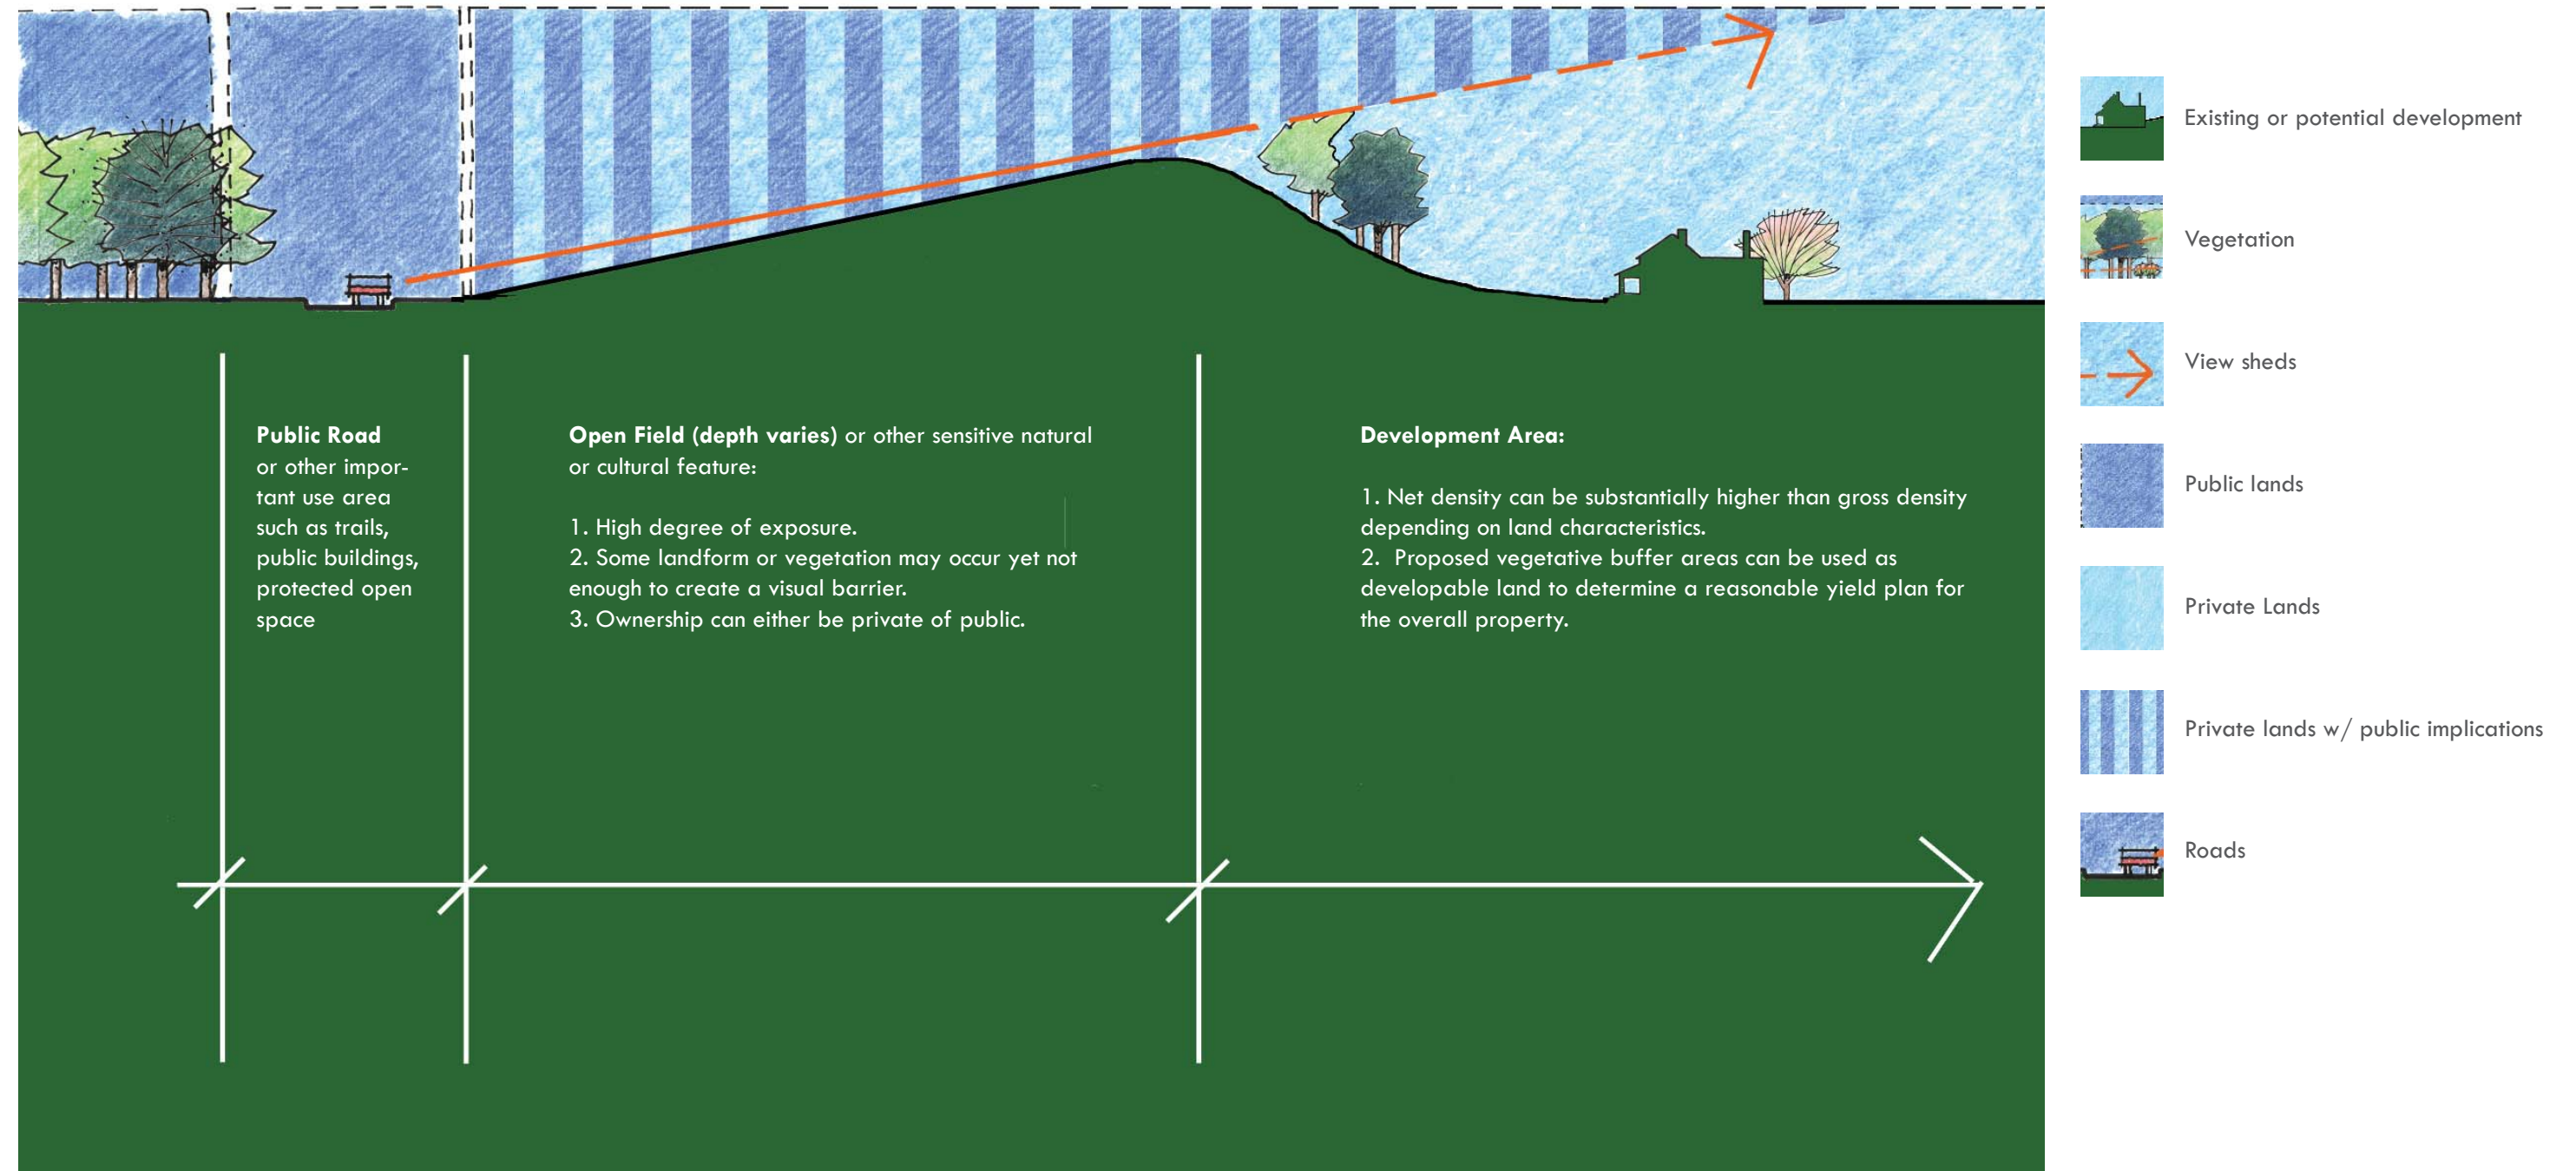 Public Road
or other impor-
tant use area
such as trails,
public buildings,
protected open
space
Open Field (depth varies) or other sensitive natural
or cultural feature:
1. High degree of exposure.
2. Some landform or vegetation may occur yet not
enough to create a visual barrier.
3. Ownership can either be private of public.
Development Area:
1. Net density can be substantially higher than gross density
depending on land characteristics.
2. Proposed vegetative buffer areas can be used as
developable land to determine a reasonable yield plan for
the overall property.
Existing or potential development
Vegetation
View sheds
Public lands
Private Lands
Private lands w/ public implications
Roads